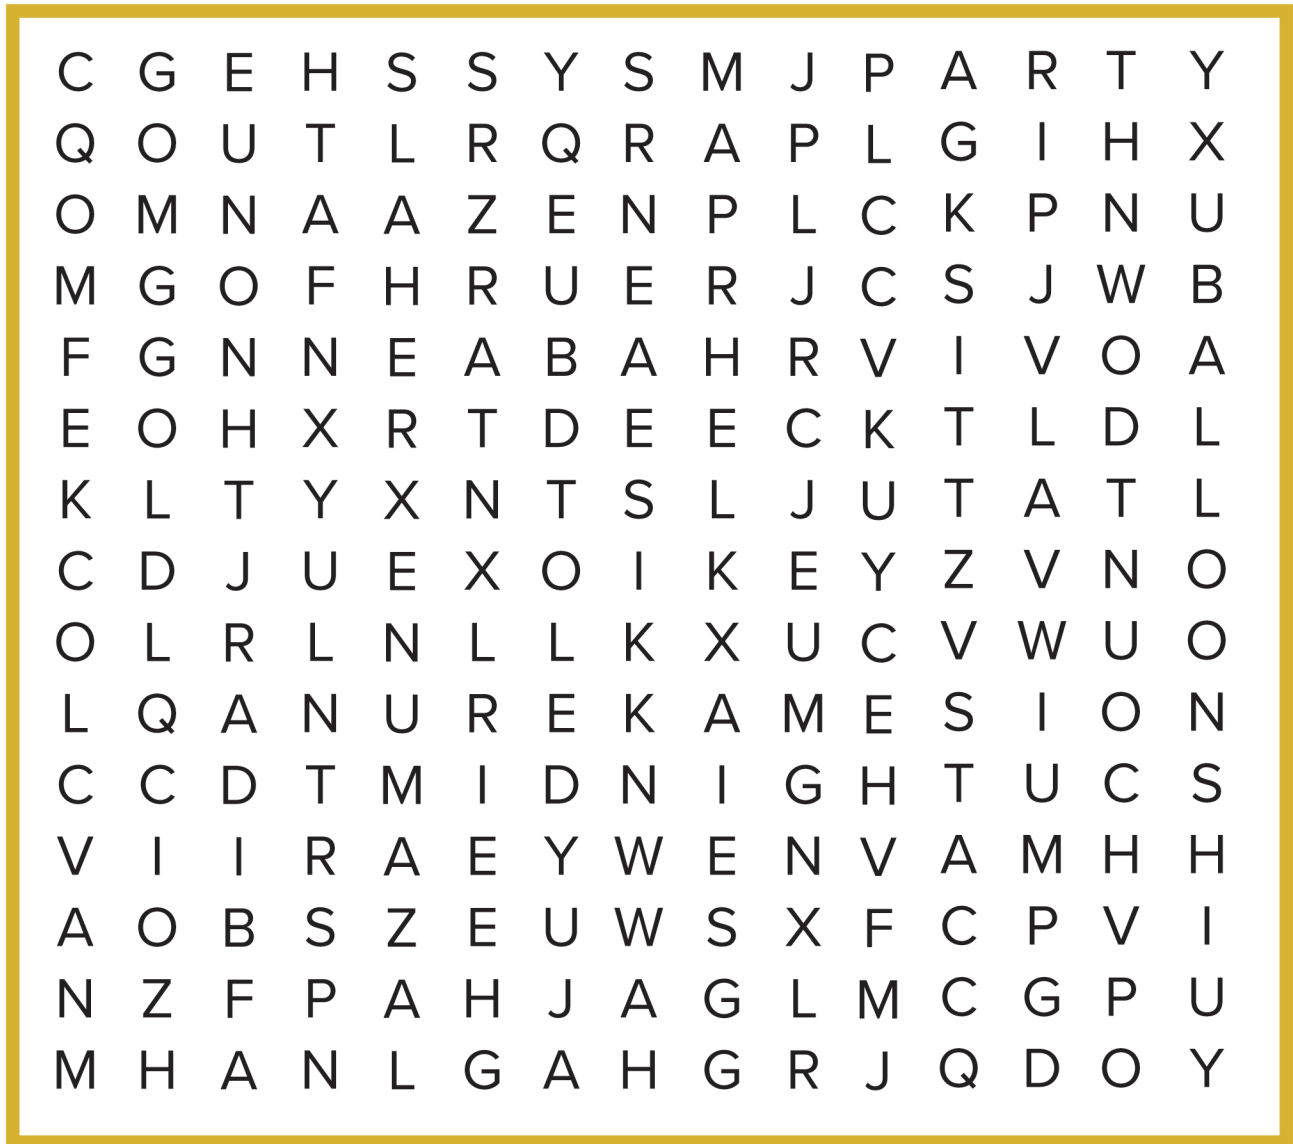 C G E H S S Y S M J P A R T Y
Q O U T L R Q R A P L G I H X
O M N A A Z E N P L C K P N U
M G O F H R U E R J C S J W B
F G N N E A B A H R V I V O A
E O H X R T D E E C K T L D L
K L T Y X N T S L J U T A T L
C D J U E X O I K E Y Z V N O
O L R L N L L K X U C V W U O
L Q A N U R E K A M E S I O N
C C D T M I D N I G H T U C S
V I I R A E Y W E N V A M H H
A O B S Z E U W S X F C P V I
N Z F P A H J A G L M C G P U
M H A N L G A H G R J Q D O Y